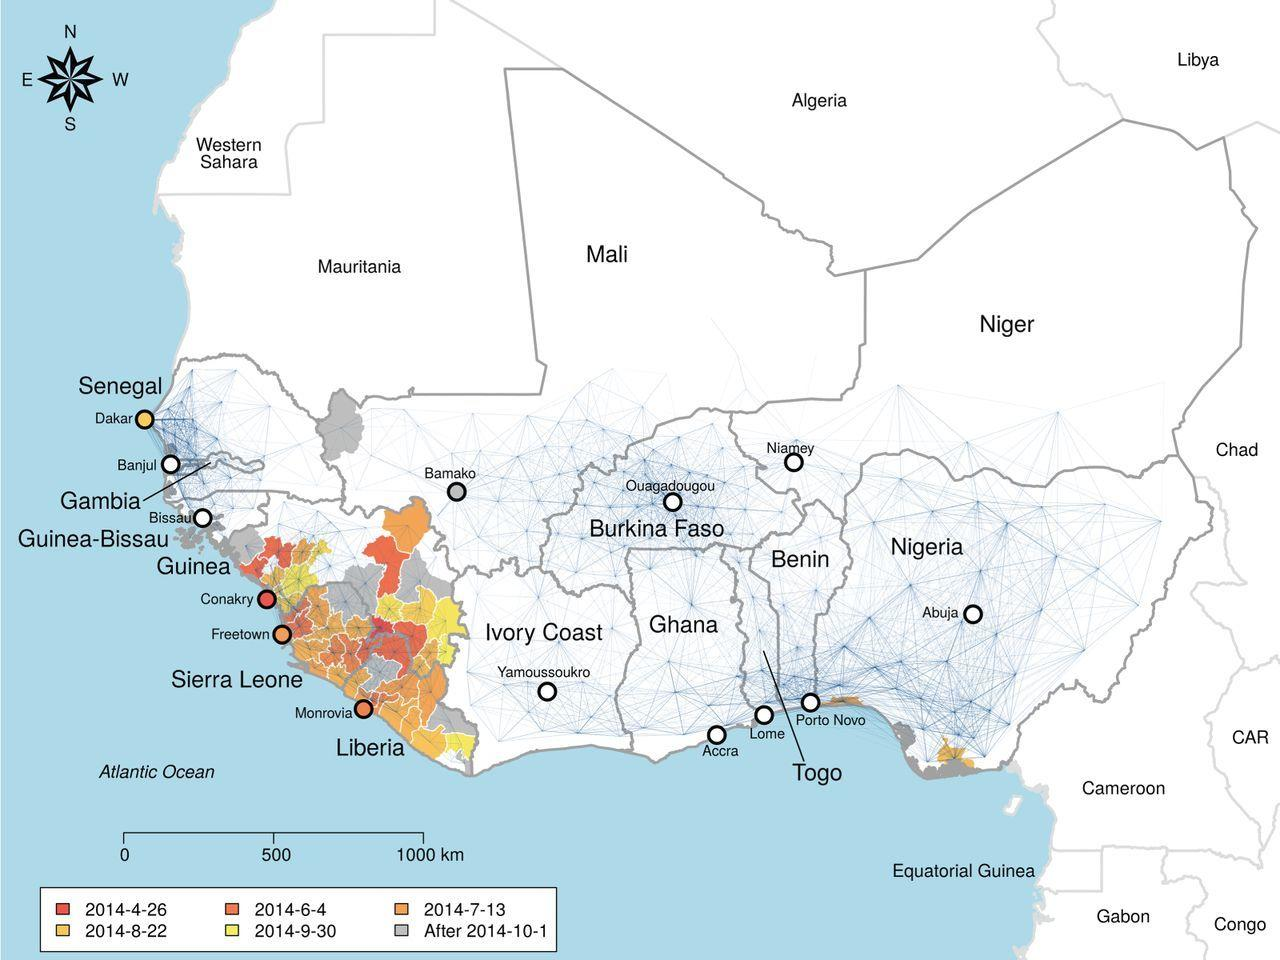 N
E W
S
Libya
Algeria
Western
Sahara
Mali
Mauritania
Niger
Senegal
Dakar
Chad
Niamey
Banjul
Bamako
Ouagadougou
Gambia
Bissau
Burkina Faso
Guinea-Bissau
Nigeria
Benin
Guinea
Conakry
Abuja
Ghana
Ivory Coast
Freetown
Yamoussoukro
Sierra Leone
Monrovia
Porto Novo
Lome
CAR
Liberia
Accra
Atlantic Ocean
Togo
Cameroon
0 500 1000 km
Equatorial Guinea
2014-4-26 2014-6-4 2014-7-13
2014-8-22 2014-9-30 After 2014-10-1
Gabon
Congo